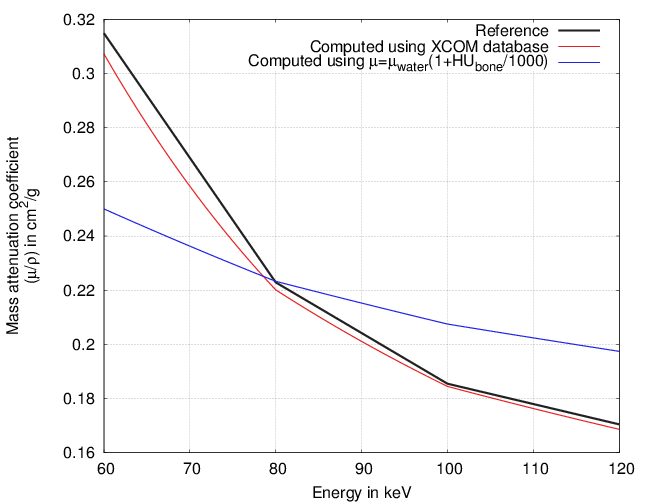 Reference
Computed using XCOM database
Computed using μ=μwater(1+HUbone/1000)
0.32
0.3
0.28
0.26
0.24
0.22
0.2
0.18
0.16
60 70 80 90 100 110 120
Energy in keV
Mass attenuation coefficient
(μ/ρ) in cm²/g